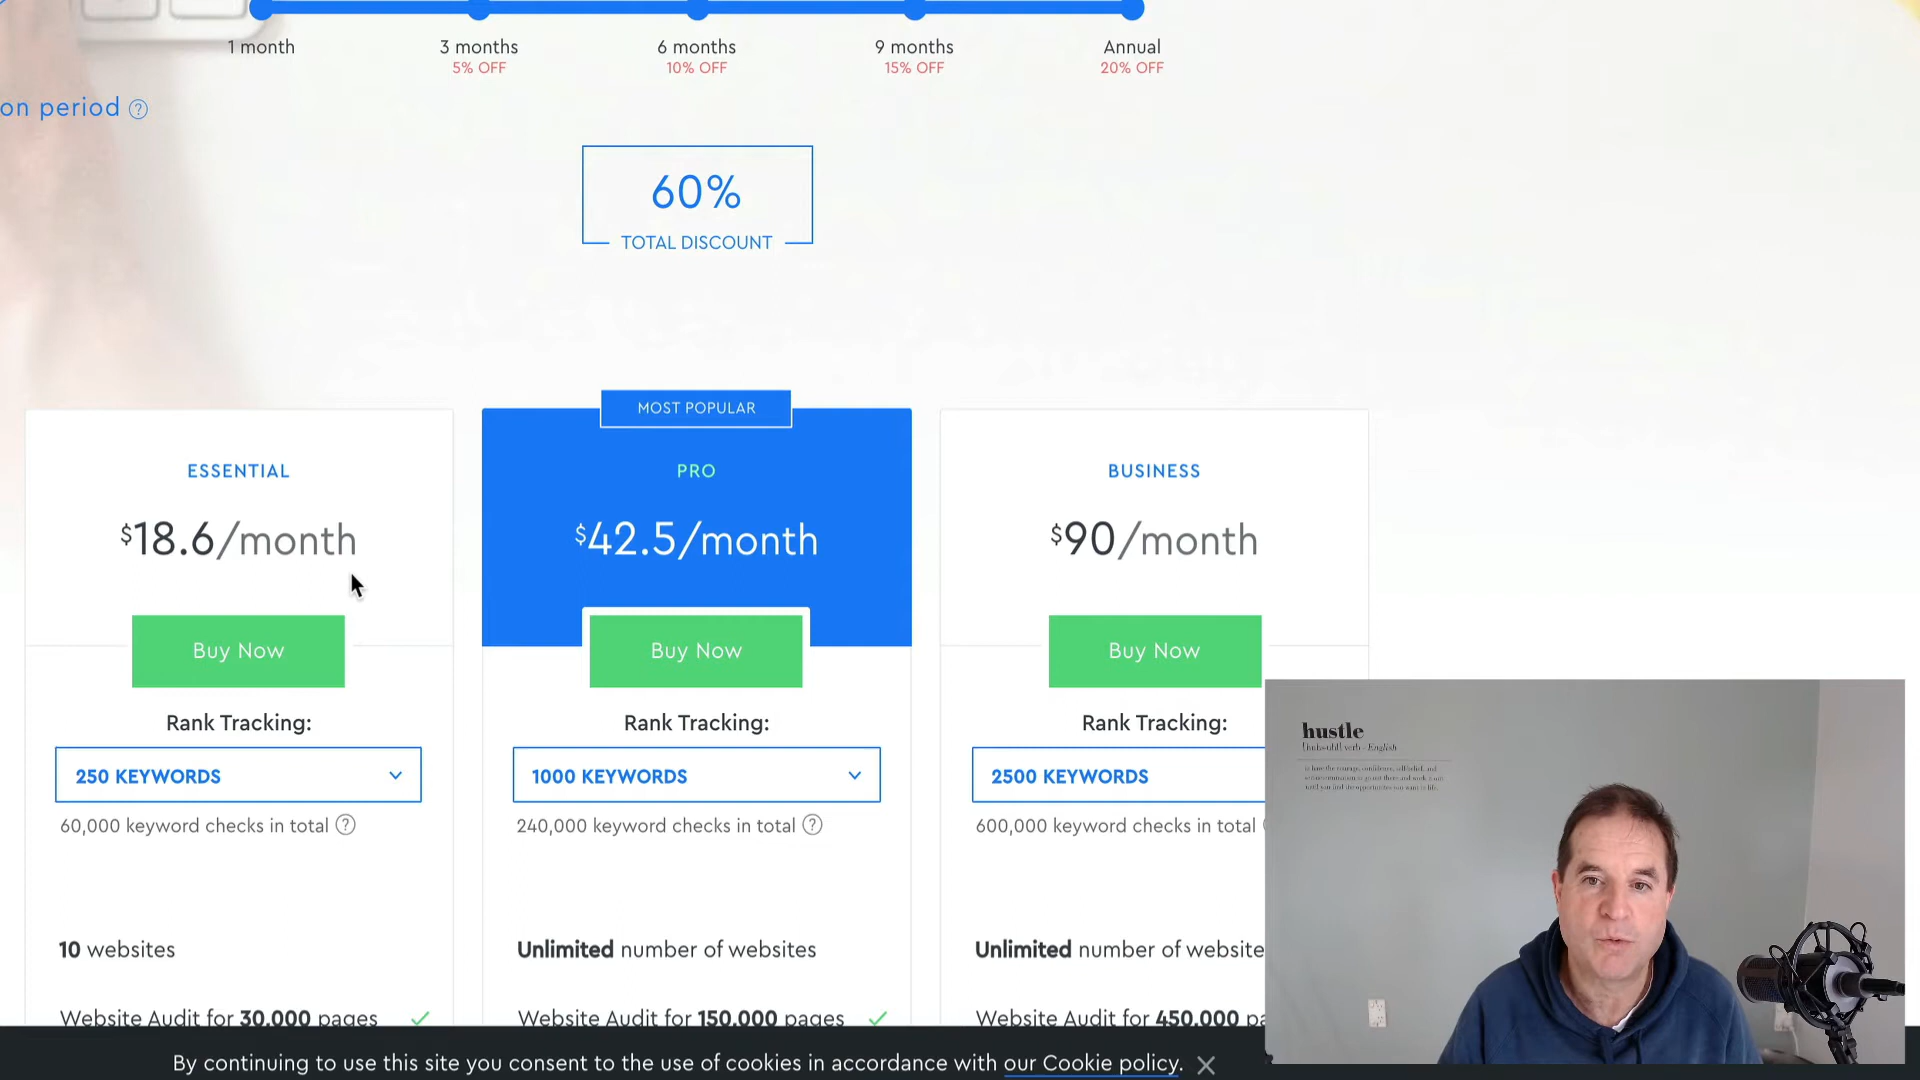 1 month 3 months 6 months 9 months Annual
5% OFF 10% OFF 15% OFF 20% OFF
on period ?
60%
TOTAL DISCOUNT
MOST POPULAR
ESSENTIAL PRO BUSINESS
$18.6/month $42.5/month $90/month
Buy Now Buy Now Buy Now
Rank Tracking: Rank Tracking: Rank Tracking:
250 KEYWORDS 1000 KEYWORDS 2500 KEYWORDS
60,000 keyword checks in total ? 240,000 keyword checks in total ? 600,000 keyword checks in total
10 websites Unlimited number of websites Unlimited number of website
Website Audit for 30,000 pages Website Audit for 150,000 pages Website Audit for 450,000 pa
By continuing to use this site you consent to the use of cookies in accordance with our Cookie policy.
hustle
verb - English